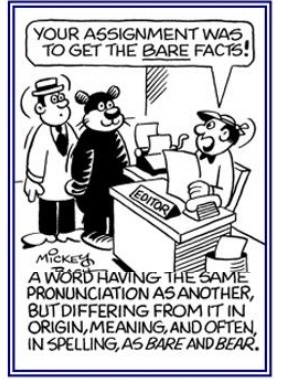 YOUR ASSIGNMENT WAS
TO GET THE BARE FACTS!
EDITOR
MICKEY
A WORD HAVING THE SAME
PRONUNCIATION AS ANOTHER,
BUT DIFFERING FROM IT IN
ORIGIN, MEANING, AND OFTEN,
IN SPELLING, AS BARE AND BEAR.